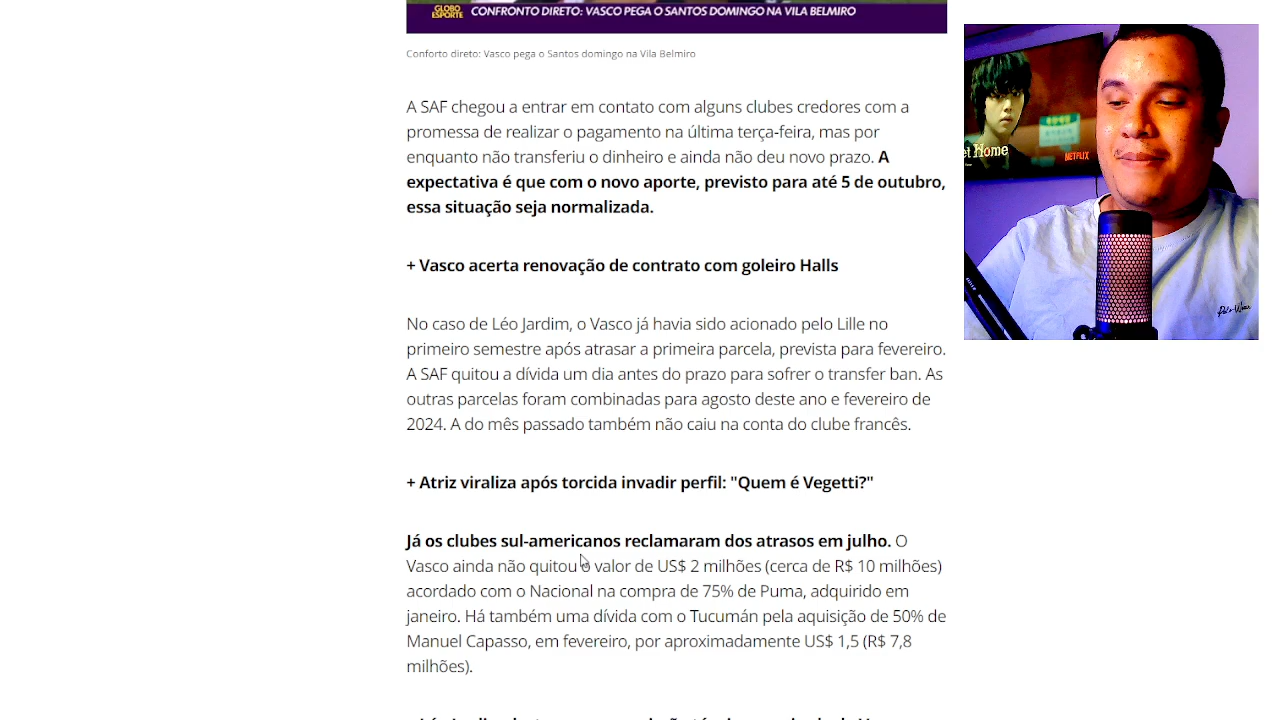 GLOBO
ESPORTE
CONFRONTO DIRETO: VASCO PEGA O SANTOS DOMINGO NA VILA BELMIRO
Conforto direto: Vasco pega o Santos domingo na Vila Belmiro
A SAF chegou a entrar em contato com alguns clubes credores com a
promessa de realizar o pagamento na última terça-feira, mas por
enquanto não transferiu o dinheiro e ainda não deu novo prazo. A
expectativa é que com o novo aporte, previsto para até 5 de outubro,
essa situação seja normalizada.
+ Vasco acerta renovação de contrato com goleiro Halls
No caso de Léo Jardim, o Vasco já havia sido acionado pelo Lille no
primeiro semestre após atrasar a primeira parcela, prevista para fevereiro.
A SAF quitou a dívida um dia antes do prazo para sofrer o transfer ban. As
outras parcelas foram combinadas para agosto deste ano e fevereiro de
2024. A do mês passado também não caiu na conta do clube francês.
+ Atriz viraliza após torcida invadir perfil: "Quem é Vegetti?"
Já os clubes sul-americanos reclamaram dos atrasos em julho. O
Vasco ainda não quitou o valor de US$ 2 milhões (cerca de R$ 10 milhões)
acordado com o Nacional na compra de 75% de Puma, adquirido em
janeiro. Há também uma dívida com o Tucumán pela aquisição de 50% de
Manuel Capasso, em fevereiro, por aproximadamente US$ 1,5 (R$ 7,8
milhões).
et Home
NETFLIX